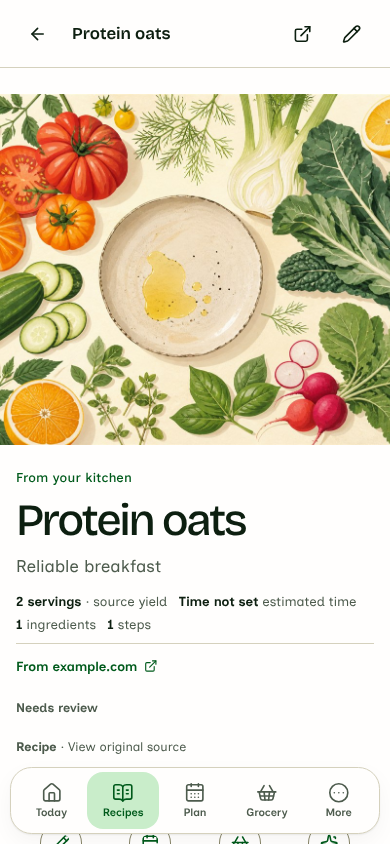 Protein oats
From your kitchen
Protein oats
Reliable breakfast
2 servings · source yield Time not set estimated time
1 ingredients 1 steps
From example.com
Needs review
Recipe · View original source
Today Recipes Plan Grocery More